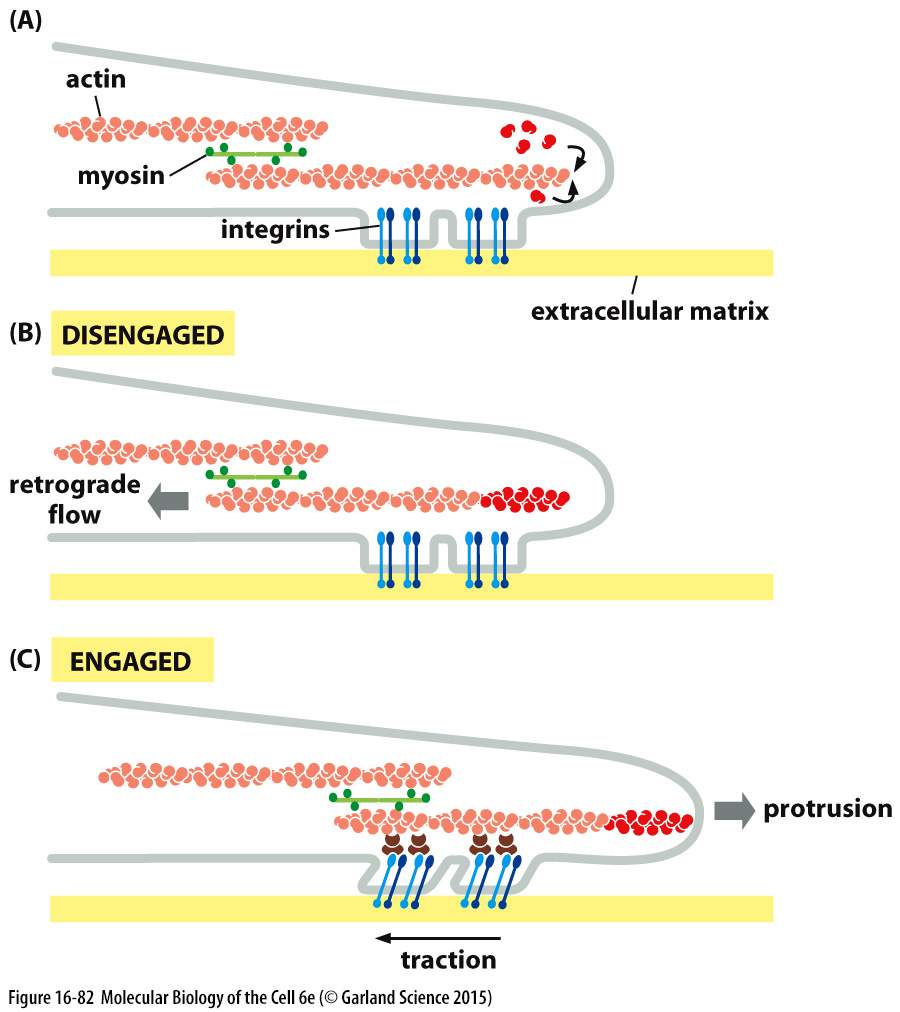 (A)
actin
myosin
integrins
extracellular matrix
(B) DISENGAGED
retrograde
flow
(C) ENGAGED
protrusion
traction
Figure 16-82 Molecular Biology of the Cell 6e (© Garland Science 2015)